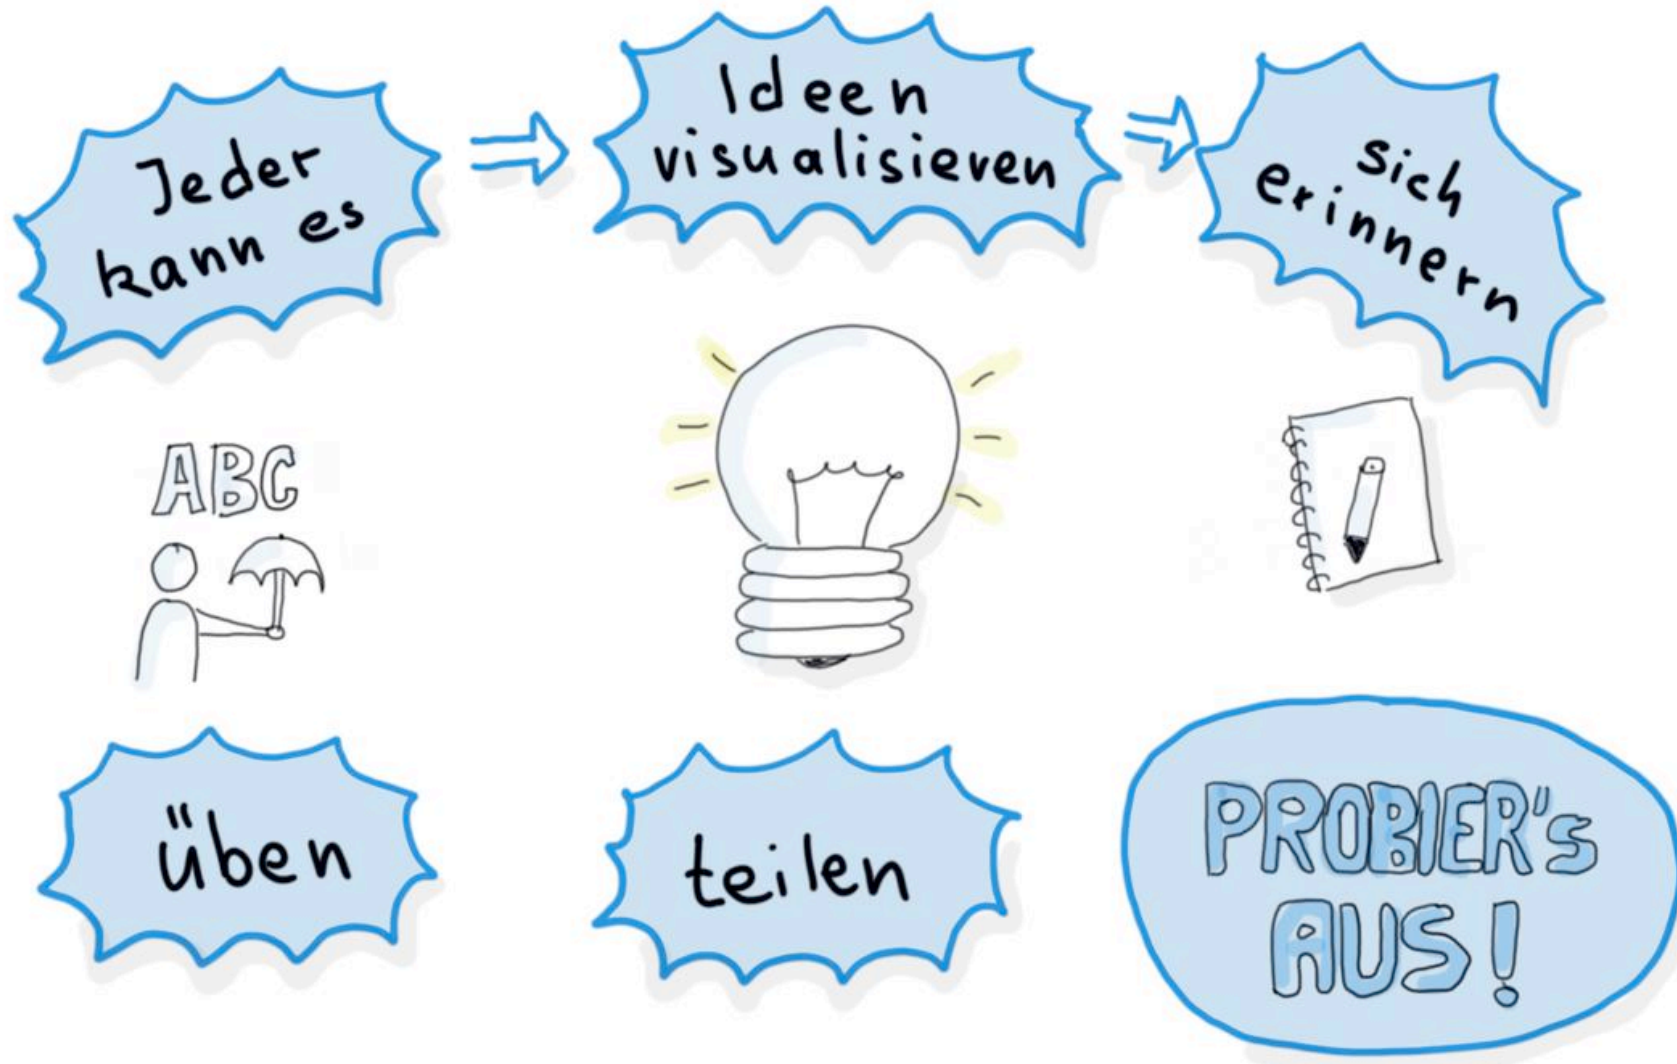 Jeder
kann es
Ideen
visualisieren
sich
erinnern
ABC
üben
teilen
PROBIER's
AUS!